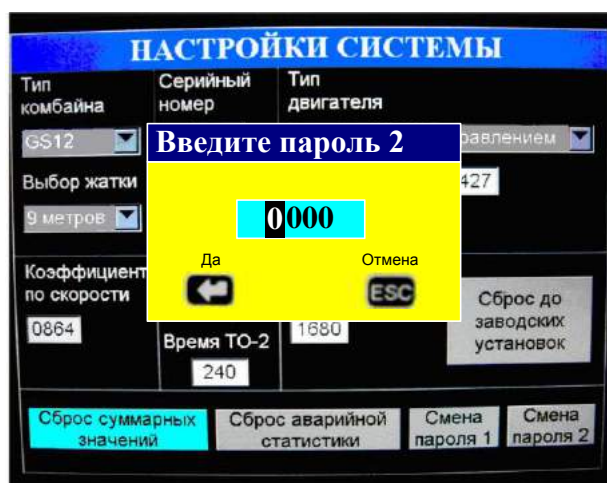 НАСТРОЙКИ СИСТЕМЫ
Тип
комбайна
Серийный
номер
Тип
двигателя
GS12
Введите пароль 2
Выбор жатки
427
9 метров
0000
Да
Отмена
ESC
Коэффициент
по скорости
0864
Время ТО-2
240
1680
Сброс до
заводских
установок
Сброс суммарных
значений
Сброс аварийной
статистики
Смена
пароля 1
Смена
пароля 2